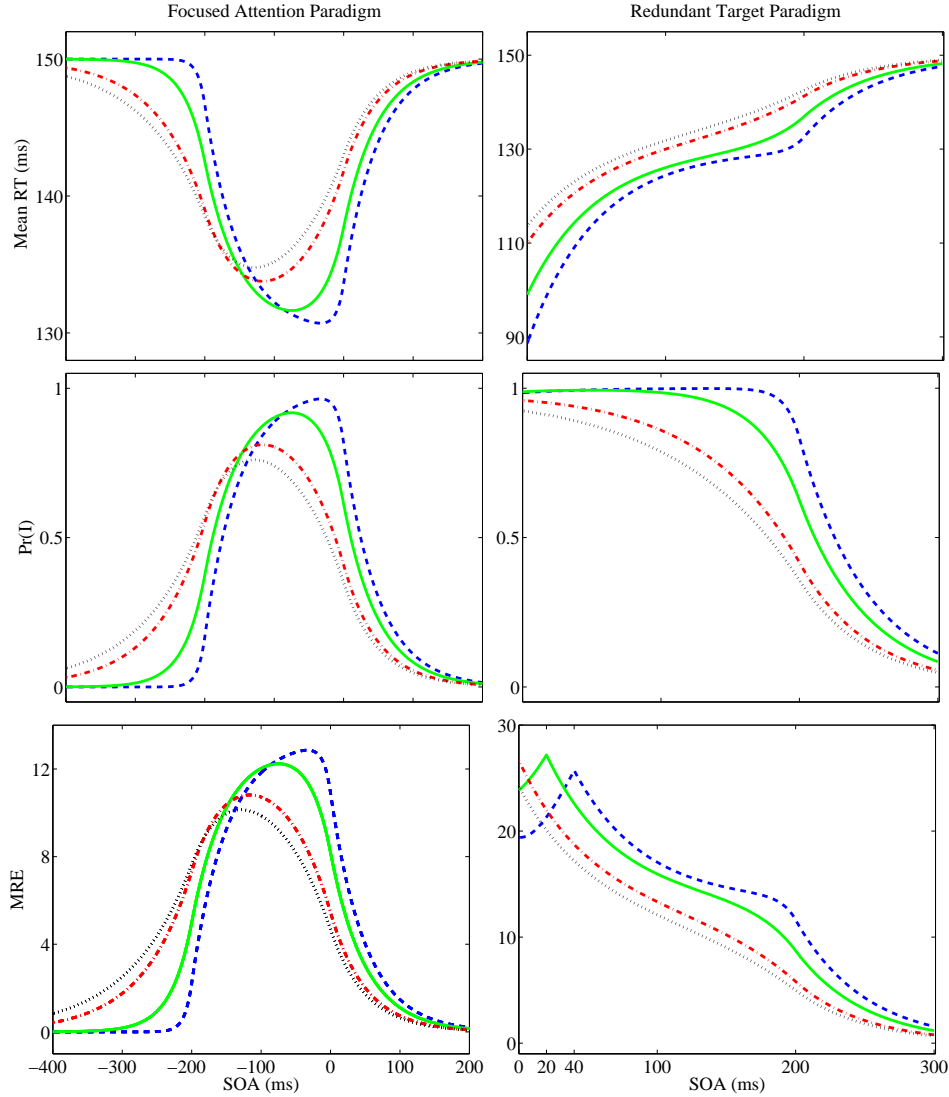 Focused Attention Paradigm
Redundant Target Paradigm
150
140
130
Mean RT (ms)
150
130
110
90
1
0.5
0
Pr(I)
1
0.5
0
12
8
4
0
MRE
−400 −300 −200 −100 0 100 200
SOA (ms)
30
20
10
0
0 20 40 100 200 300
SOA (ms)